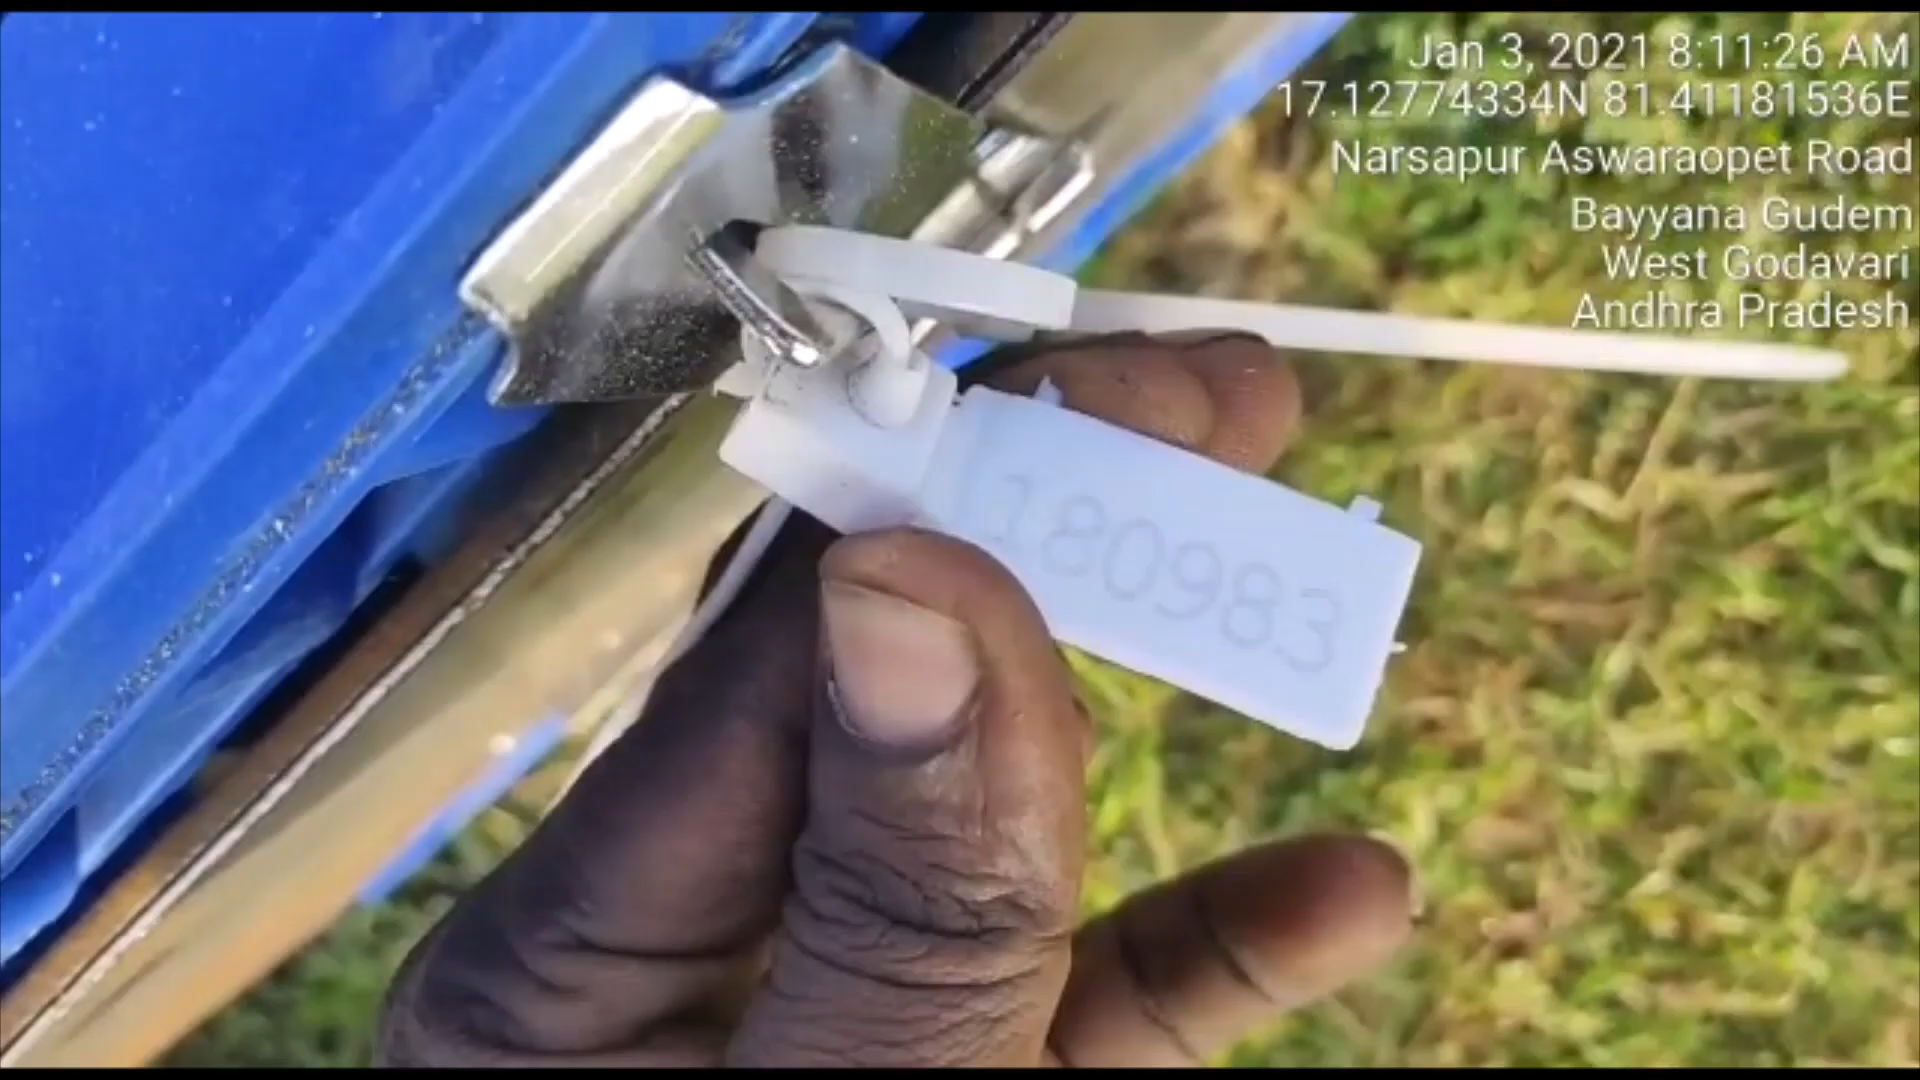 Jan 3, 2021 8:11:26 AM
17.12774334N 81.41181536E
Narsapur Aswaraopet Road
Bayyana Gudem
West Godavari
Andhra Pradesh
180983